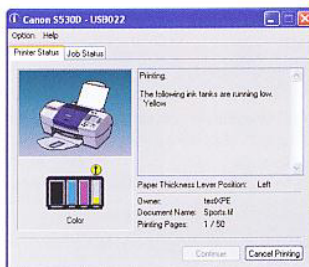 Canon S530D - USB022
Option Help
Printer Status Job Status
Printing.
The following ink tanks are running low.
Yellow
Paper Thickness Lever Position: Left
Color
Owner: testXPE
Document Name: Sports.tif
Printing Pages: 1 / 50
Continue Cancel Printing